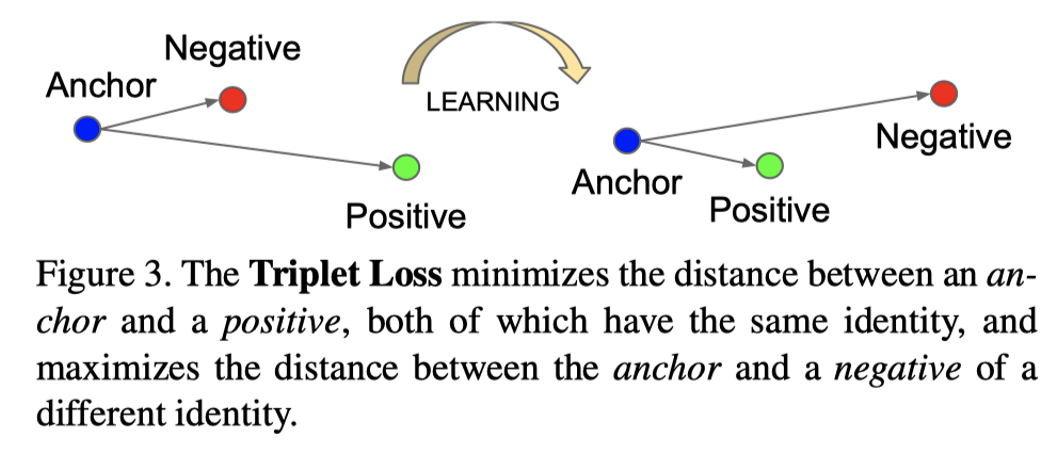 Negative
Anchor
Positive
LEARNING
Negative
Anchor
Positive
Figure 3. The Triplet Loss minimizes the distance between an an-
chor and a positive, both of which have the same identity, and
maximizes the distance between the anchor and a negative of a
different identity.